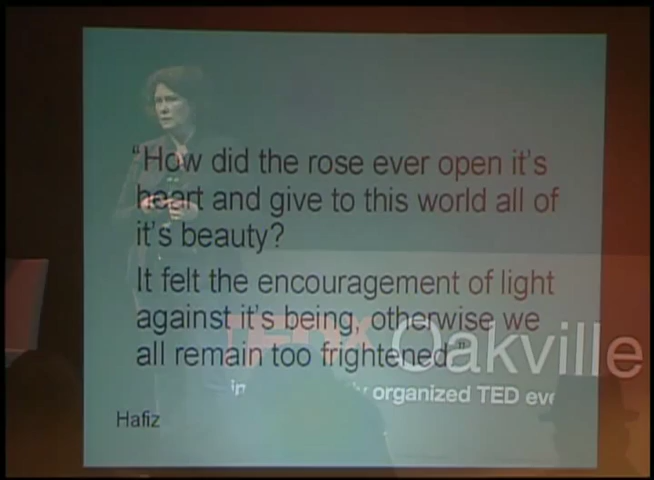 “How did the rose ever open it's
heart and give to this world all of
it's beauty?
It felt the encouragement of light
against it's being, otherwise we
all remain too frightened”
Hafiz
TEDx Oakville
organized TED eve